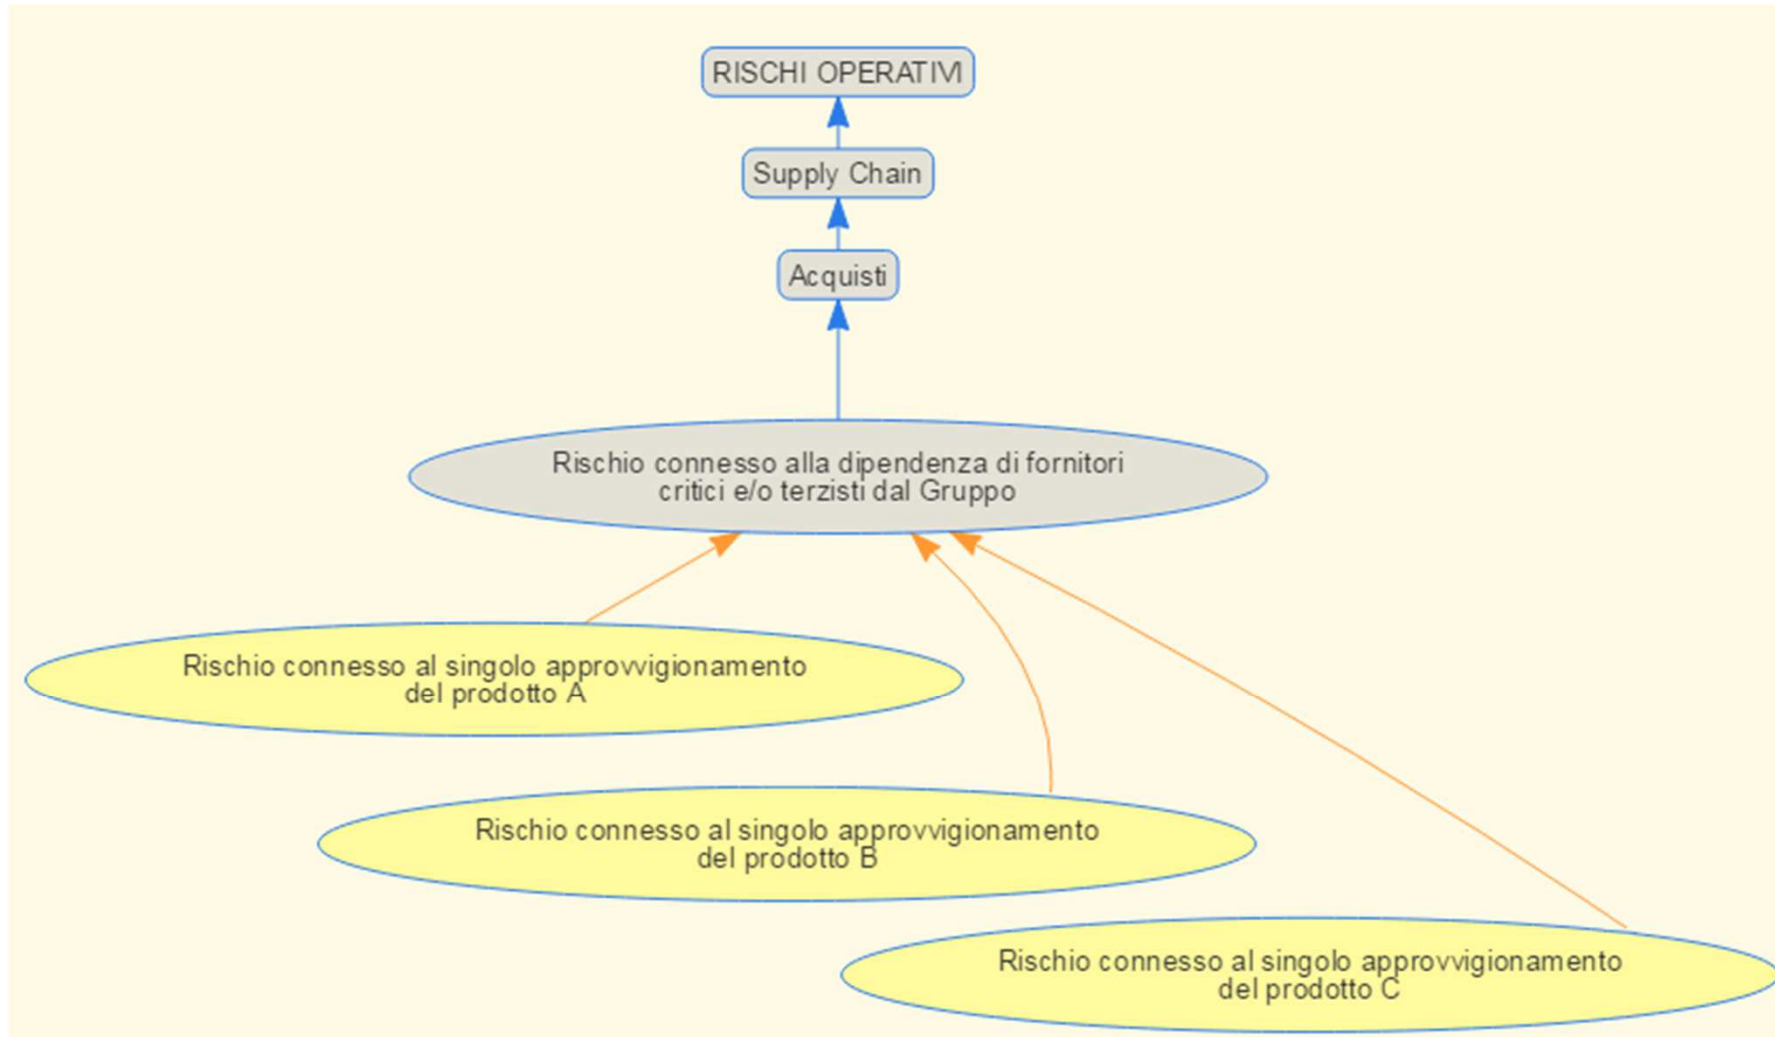 RISCHI OPERATIVI
Supply Chain
Acquisti
Rischio connesso alla dipendenza di fornitori
critici e/o terzisti dal Gruppo
Rischio connesso al singolo approvvigionamento
del prodotto A
Rischio connesso al singolo approvvigionamento
del prodotto B
Rischio connesso al singolo approvvigionamento
del prodotto C